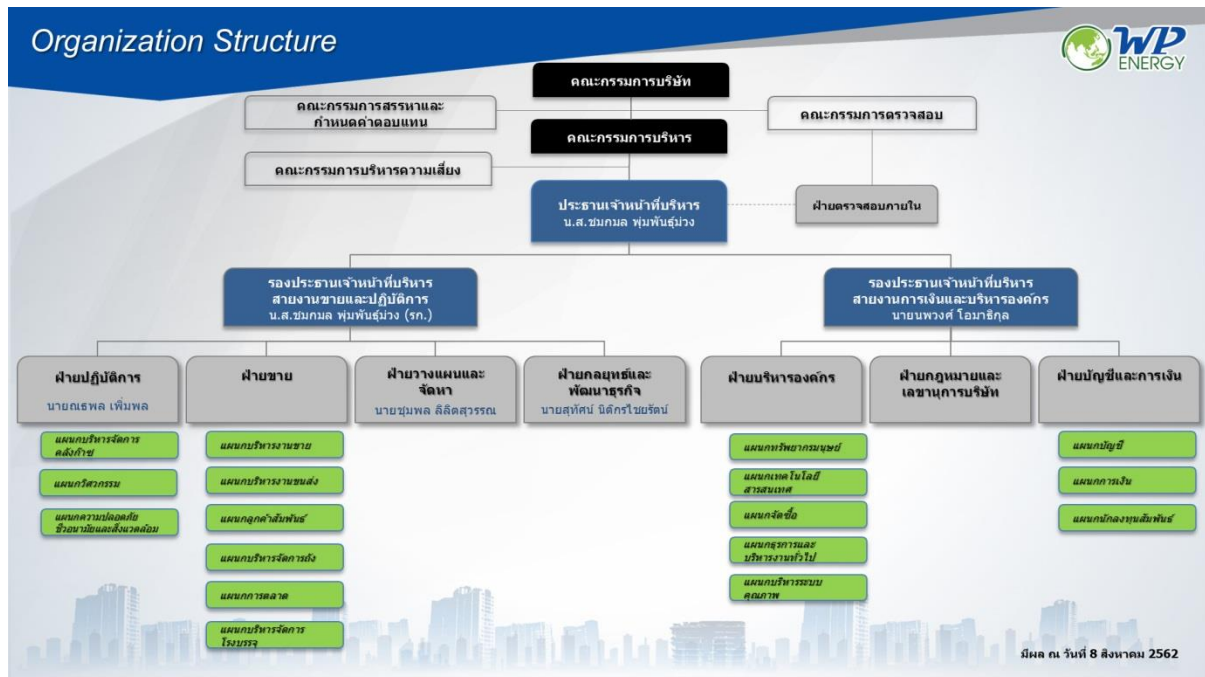 Organization Structure
WP
ENERGY
คณะกรรมการบริษัท
คณะกรรมการสรรหาและ
กำหนดค่าตอบแทน
คณะกรรมการตรวจสอบ
คณะกรรมการบริหาร
คณะกรรมการบริหารความเสี่ยง
ประธานเจ้าหน้าที่บริหาร
น.ส.ชมกมล พุ่มพันธุ์ม่วง
ฝ่ายตรวจสอบภายใน
รองประธานเจ้าหน้าที่บริหาร
สายงานขายและปฏิบัติการ
น.ส.ชมกมล พุ่มพันธุ์ม่วง (รก.)
รองประธานเจ้าหน้าที่บริหาร
สายงานการเงินและบริหารองค์กร
นายนพวงศ์ โอมาธิกุล
ฝ่ายปฏิบัติการ
นายณธพล เพิ่มพล
ฝ่ายขาย
ฝ่ายวางแผนและ
จัดหา
นายชุมพล ลิลิตสุวรรณ
ฝ่ายกลยุทธ์และ
พัฒนาธุรกิจ
นายสุทัศน์ นิติกรไชยรัตน์
ฝ่ายบริหารองค์กร
ฝ่ายกฎหมายและ
เลขานุการบริษัท
ฝ่ายบัญชีและการเงิน
แผนกบริหารจัดการ
คลังก๊าซ
แผนกวิศวกรรม
แผนกความปลอดภัย
ชีวอนามัยและสิ่งแวดล้อม
แผนกบริหารงานขาย
แผนกบริหารงานขนส่ง
แผนกลูกค้าสัมพันธ์
แผนกบริหารจัดการถัง
แผนกการตลาด
แผนกบริหารจัดการ
โรงบรรจุ
แผนกทรัพยากรมนุษย์
แผนกเทคโนโลยี
สารสนเทศ
แผนกจัดซื้อ
แผนกธุรการและ
บริหารงานทั่วไป
แผนกบริหารระบบ
คุณภาพ
แผนกบัญชี
แผนกการเงิน
แผนกนักลงทุนสัมพันธ์
มีผล ณ วันที่ 8 สิงหาคม 2562